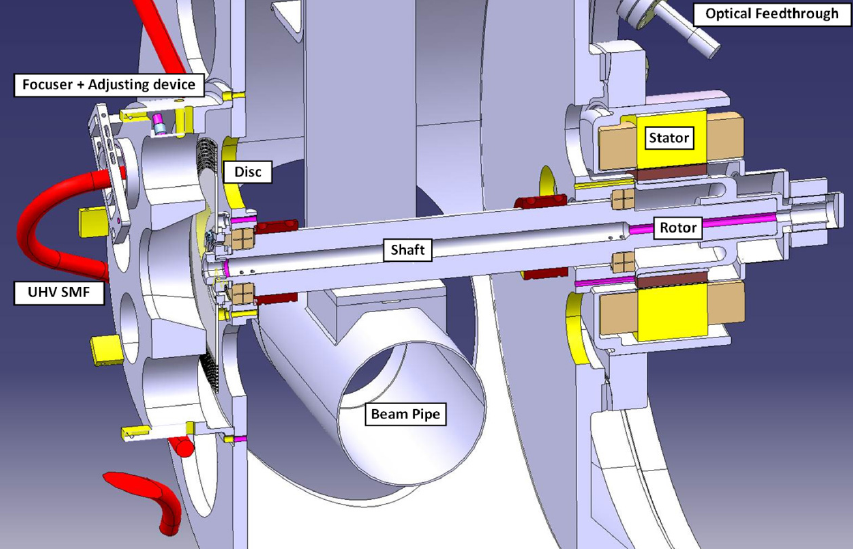 Optical Feedthrough
Focuser + Adjusting device
Stator
Disc
Rotor
Shaft
UHV SMF
Beam Pipe